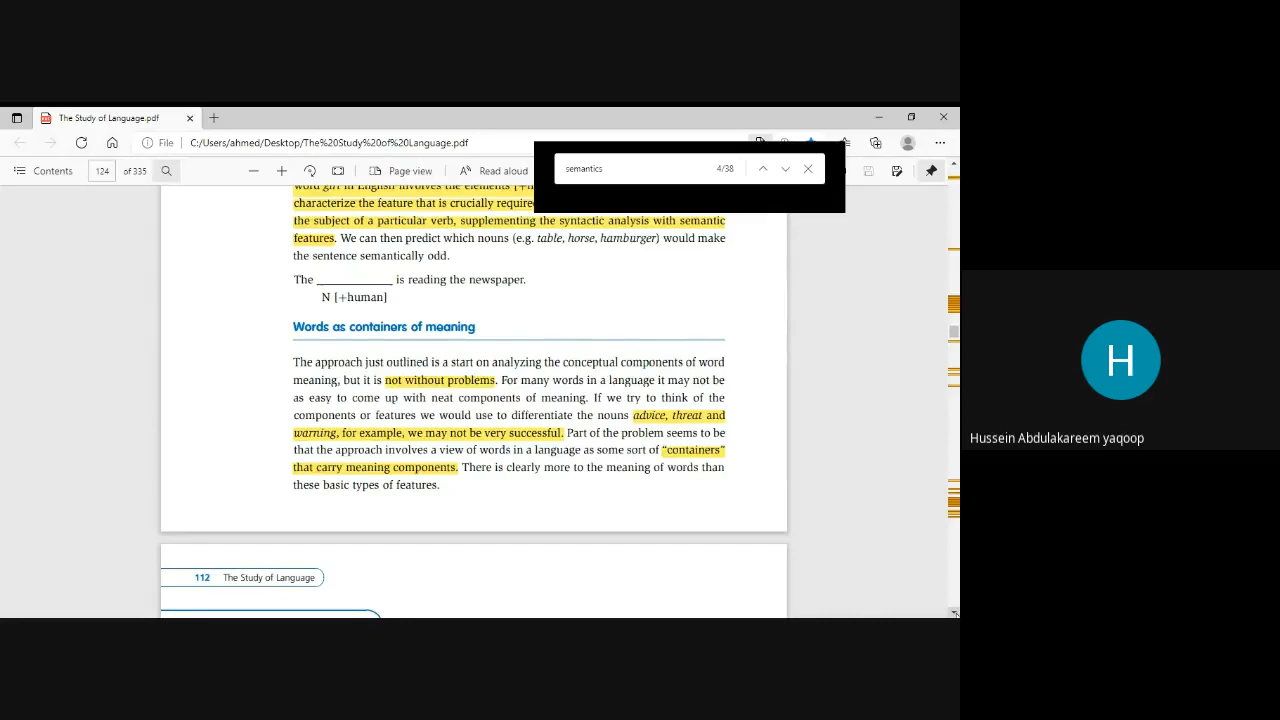 The Study of Language.pdf
File C:/Users/ahmed/Desktop/The%20Study%20of%20Language.pdf
Contents 124 of 335 Page view Read aloud
semantics 4/38
word girl in English involves the elements
characterize the feature that is crucially
the subject of a particular verb, supplementing the syntactic analysis with semantic
features. We can then predict which nouns (e.g. table, horse, hamburger) would make
the sentence semantically odd.
The ____________ is reading the newspaper.
N [+human]
Words as containers of meaning
The approach just outlined is a start on analyzing the conceptual components of word
meaning, but it is not without problems. For many words in a language it may not be
as easy to come up with neat components of meaning. If we try to think of the
components or features we would use to differentiate the nouns advice, threat and
warning, for example, we may not be very successful. Part of the problem seems to be
that the approach involves a view of words in a language as some sort of “containers”
that carry meaning components. There is clearly more to the meaning of words than
these basic types of features.
112 The Study of Language
H
Hussein Abdulakareem yaqoop